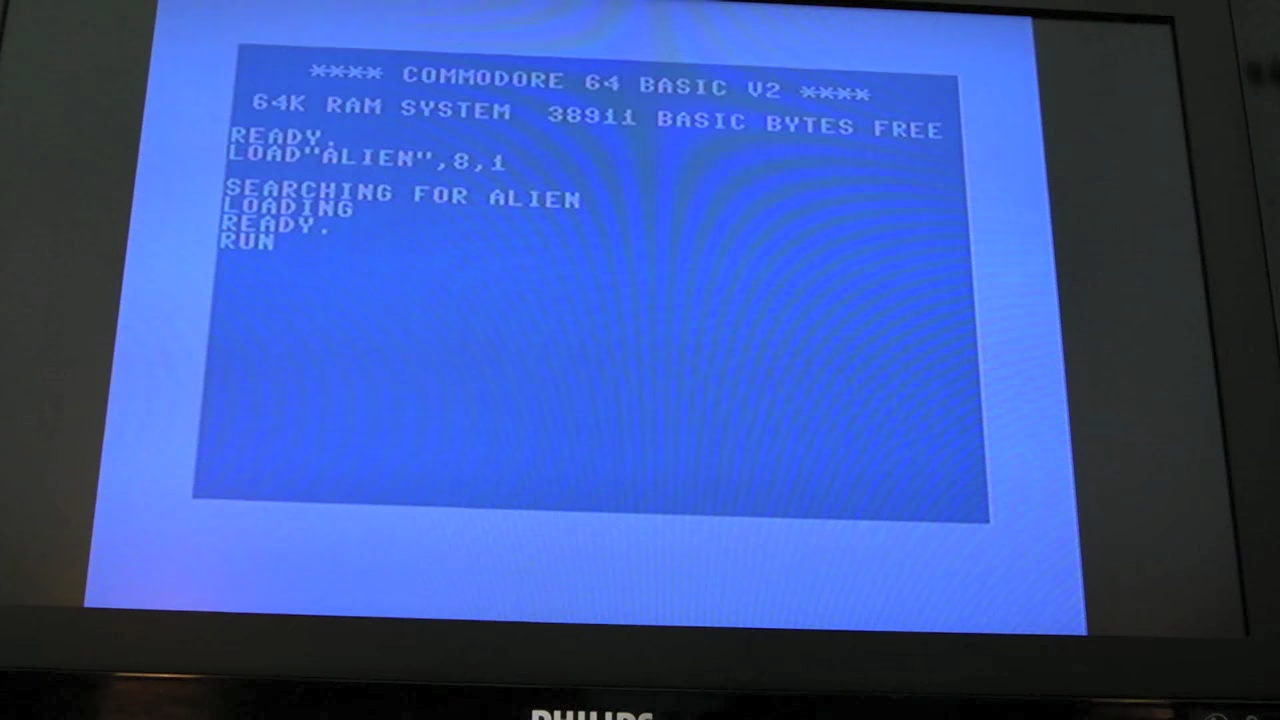 **** COMMODORE 64 BASIC V2 ****
64K RAM SYSTEM 38911 BASIC BYTES FREE
READY.
LOAD"ALIEN",8,1
SEARCHING FOR ALIEN
LOADING
READY.
RUN
PHILIPS